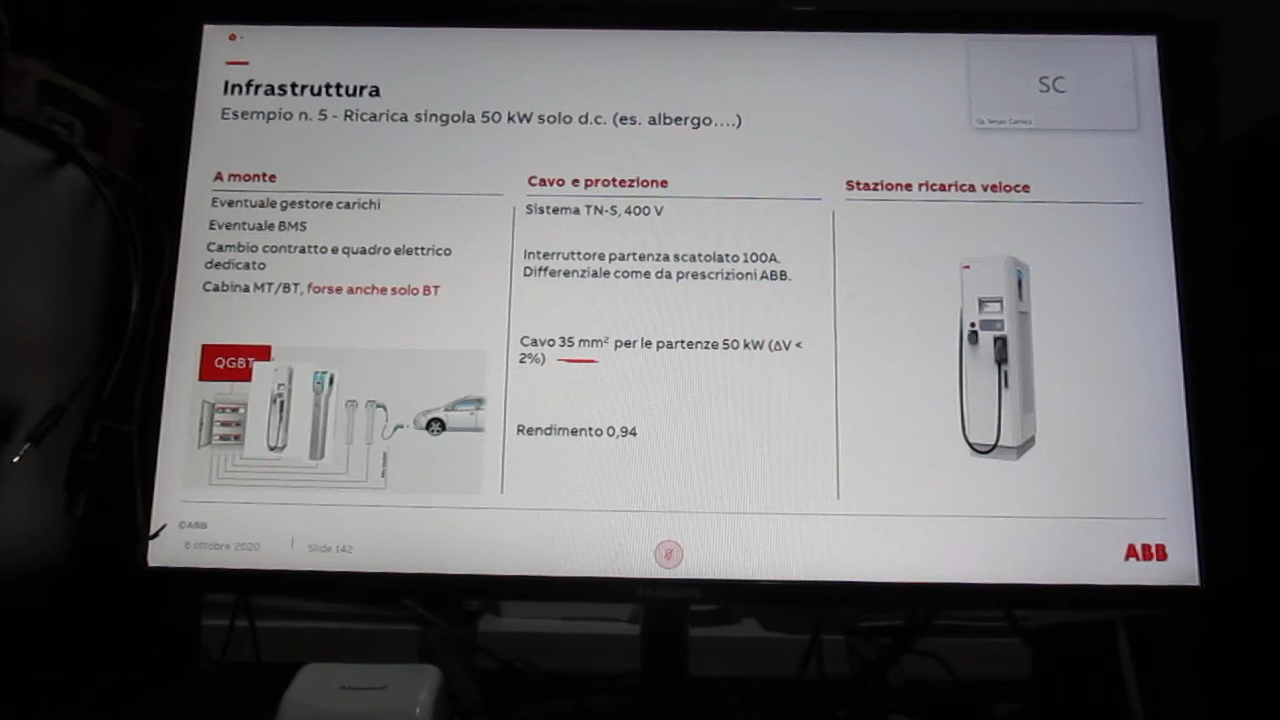 Infrastruttura
Esempio n. 5 - Ricarica singola 50 kW solo d.c. (es. albergo....)
SC
A monte
Eventuale gestore carichi
Eventuale BMS
Cambio contratto e quadro elettrico
dedicato
Cabina MT/BT, forse anche solo BT
QGBT
Cavo e protezione
Sistema TN-S, 400 V
Interruttore partenza scatolato 100A.
Differenziale come da prescrizioni ABB.
Cavo 35 mm² per le partenze 50 kW (ΔV <
2%)
Rendimento 0,94
Stazione ricarica veloce
©ABB
6 ottobre 2020
Slide 142
ABB
SAMSUNG